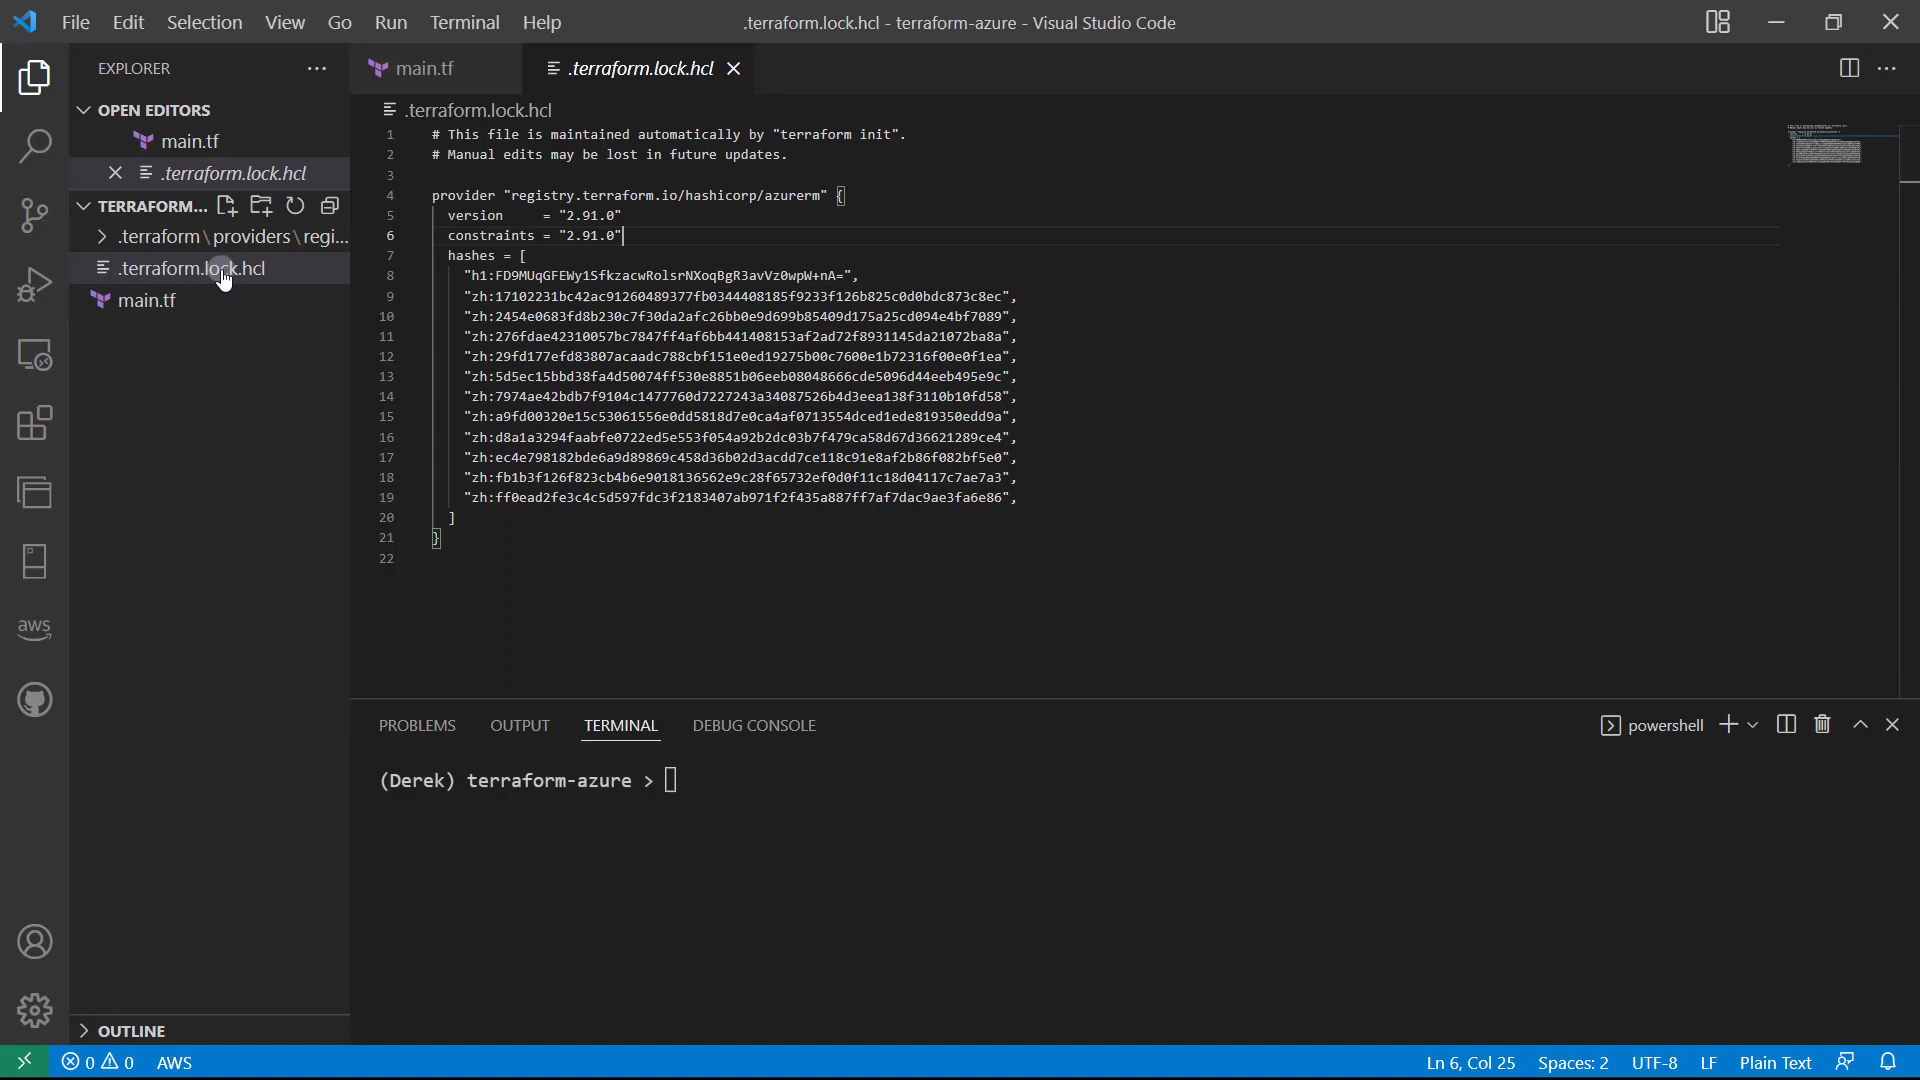 File Edit Selection View Go Run Terminal Help
.terraform.lock.hcl - terraform-azure - Visual Studio Code
EXPLORER
OPEN EDITORS
main.tf
.terraform.lock.hcl
TERRAFORM...
.terraform\providers\regi...
.terraform.lock.hcl
main.tf
aws
OUTLINE
main.tf
.terraform.lock.hcl
.terraform.lock.hcl
1 # This file is maintained automatically by "terraform init".
2 # Manual edits may be lost in future updates.
3
4 provider "registry.terraform.io/hashicorp/azurerm" {
5 version = "2.91.0"
6 constraints = "2.91.0"
7 hashes = [
8 "h1:FD9MUqGFEWy1SfkzacwRolsrNXoqBgR3avVz0wpW+nA=",
9 "zh:17102231bc42ac91260489377fb0344408185f9233f126b825c0d0bdc873c8ec",
10 "zh:2454e0683fd8b230c7f30da2afc26bb0e9d699b85409d175a25cd094e4bf7089",
11 "zh:276fdae42310057bc7847ff4af6bb441408153af2ad72f8931145da21072ba8a",
12 "zh:29fd177efd83807acaadc788cbf151e0ed19275b00c7600e1b72316f00e0f1ea",
13 "zh:5d5ec15bbd38fa4d50074ff530e8851b06eeb08048666cde5096d44eeb495e9c",
14 "zh:7974ae42bdb7f9104c1477760d7227243a34087526b4d3eea138f3110b10fd58",
15 "zh:a9fd00320e15c53061556e0dd5818d7e0ca4af0713554dced1ede819350edd9a",
16 "zh:d8a1a3294faabfe0722ed5e553f054a92b2dc03b7f479ca58d67d36621289ce4",
17 "zh:ec4e798182bde6a9d89869c458d36b02d3acdd7ce118c91e8af2b86f082bf5e0",
18 "zh:fb1b3f126f823cb4b6e9018136562e9c28f65732ef0d0f11c18d04117c7ae7a3",
19 "zh:ff0ead2fe3c4c5d597fdc3f2183407ab971f2f435a887ff7af7dac9ae3fa6e86",
20 ]
21 }
22
PROBLEMS OUTPUT TERMINAL DEBUG CONSOLE
powershell
(Derek) terraform-azure >
0 0 AWS
Ln 6, Col 25 Spaces: 2 UTF-8 LF Plain Text